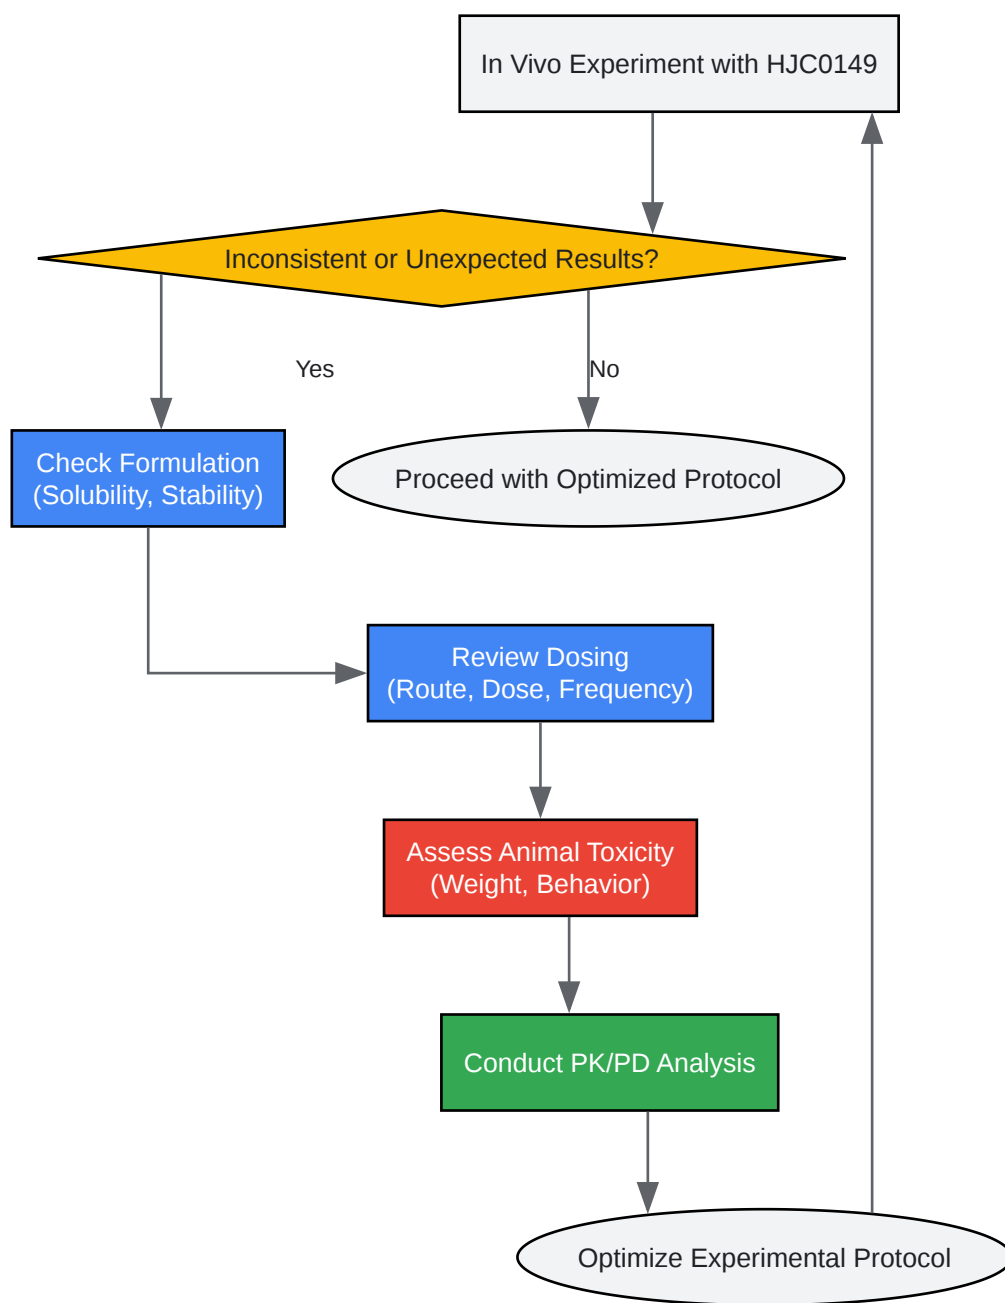 In Vivo Experiment with HJC0149
Inconsistent or Unexpected Results?
Yes
No
Check Formulation
(Solubility, Stability)
Proceed with Optimized Protocol
Review Dosing
(Route, Dose, Frequency)
Assess Animal Toxicity
(Weight, Behavior)
Conduct PK/PD Analysis
Optimize Experimental Protocol